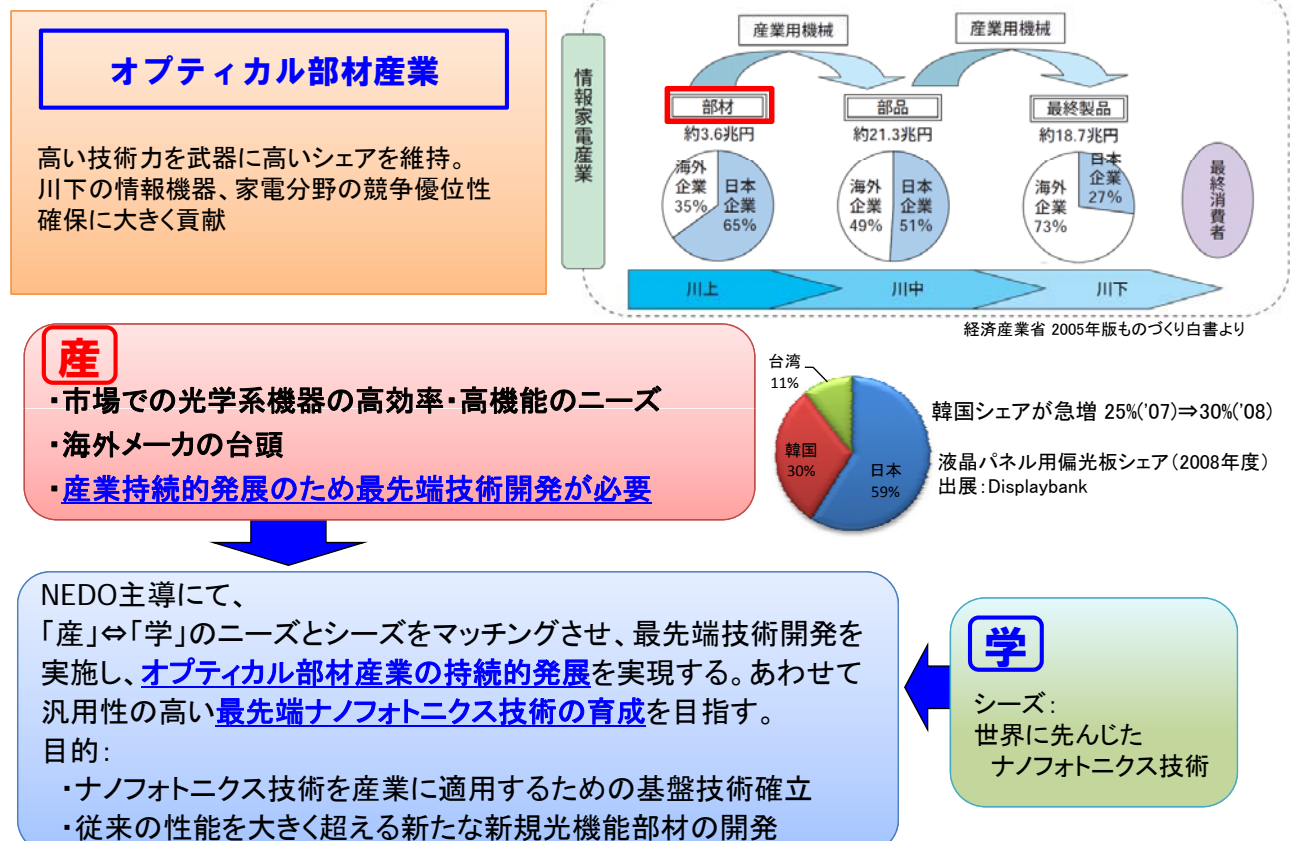 オプティカル部材産業
高い技術力を武器に高いシェアを維持。
川下の情報機器、家電分野の競争優位性
確保に大きく貢献
情報家電産業
産業用機械
産業用機械
部材
約3.6兆円
海外
企業
35%
日本
企業
65%
部品
約21.3兆円
海外
企業
49%
日本
企業
51%
最終製品
約18.7兆円
日本
企業
27%
海外
企業
73%
最終消費者
川上
川中
川下
経済産業省 2005年版ものづくり白書より
産
・市場での光学系機器の高効率・高機能のニーズ
・海外メーカの台頭
・産業持続的発展のため最先端技術開発が必要
台湾
11%
韓国
30%
日本
59%
韓国シェアが急増 25%('07)⇒30%('08)
液晶パネル用偏光板シェア(2008年度)
出展:Displaybank
NEDO主導にて、
「産」⇔「学」のニーズとシーズをマッチングさせ、最先端技術開発を
実施し、オプティカル部材産業の持続的発展を実現する。あわせて
汎用性の高い最先端ナノフォトニクス技術の育成を目指す。
目的:
・ナノフォトニクス技術を産業に適用するための基盤技術確立
・従来の性能を大きく超える新たな新規光機能部材の開発
学
シーズ:
世界に先んじた
ナノフォトニクス技術